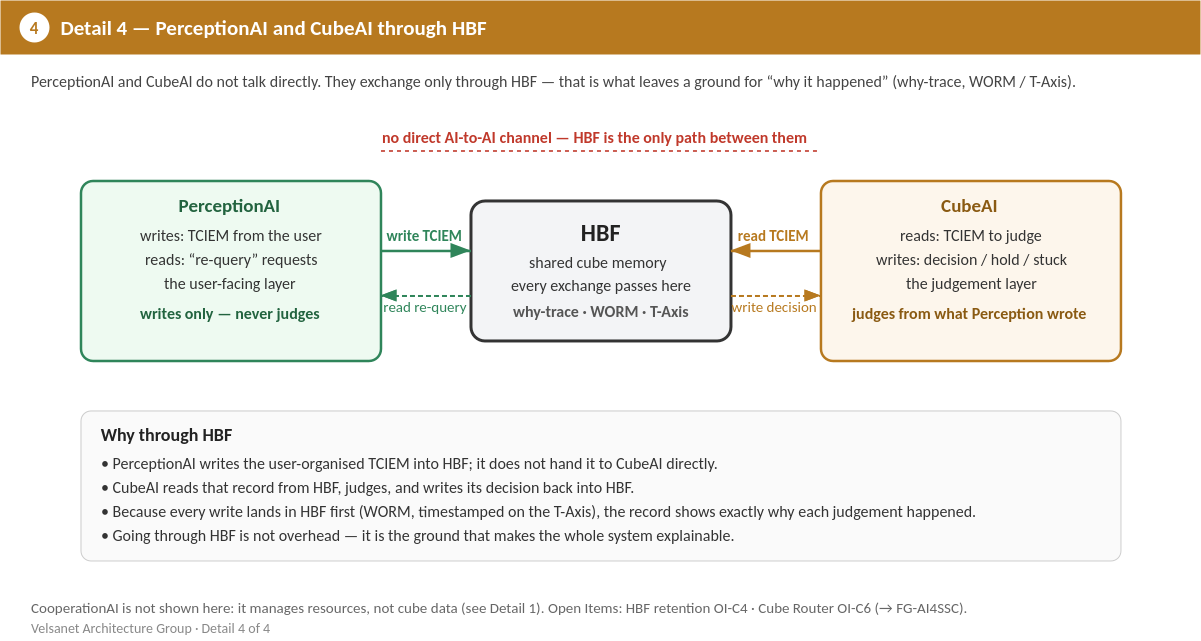 4 Detail 4 — PerceptionAI and CubeAI through HBF
PerceptionAI and CubeAI do not talk directly. They exchange only through HBF — that is what leaves a ground for “why it happened” (why-trace, WORM / T-Axis).
no direct AI-to-AI channel — HBF is the only path between them
PerceptionAI
writes: TCIEM from the user
reads: “re-query” requests
the user-facing layer
writes only — never judges
write TCIEM
read re-query
HBF
shared cube memory
every exchange passes here
why-trace · WORM · T-Axis
read TCIEM
write decision
CubeAI
reads: TCIEM to judge
writes: decision / hold / stuck
the judgement layer
judges from what Perception wrote
Why through HBF
• PerceptionAI writes the user-organised TCIEM into HBF; it does not hand it to CubeAI directly.
• CubeAI reads that record from HBF, judges, and writes its decision back into HBF.
• Because every write lands in HBF first (WORM, timestamped on the T-Axis), the record shows exactly why each judgement happened.
• Going through HBF is not overhead — it is the ground that makes the whole system explainable.
CooperationAI is not shown here: it manages resources, not cube data (see Detail 1). Open Items: HBF retention OI-C4 · Cube Router OI-C6 (→ FG-AI4SSC).
Velsanet Architecture Group · Detail 4 of 4